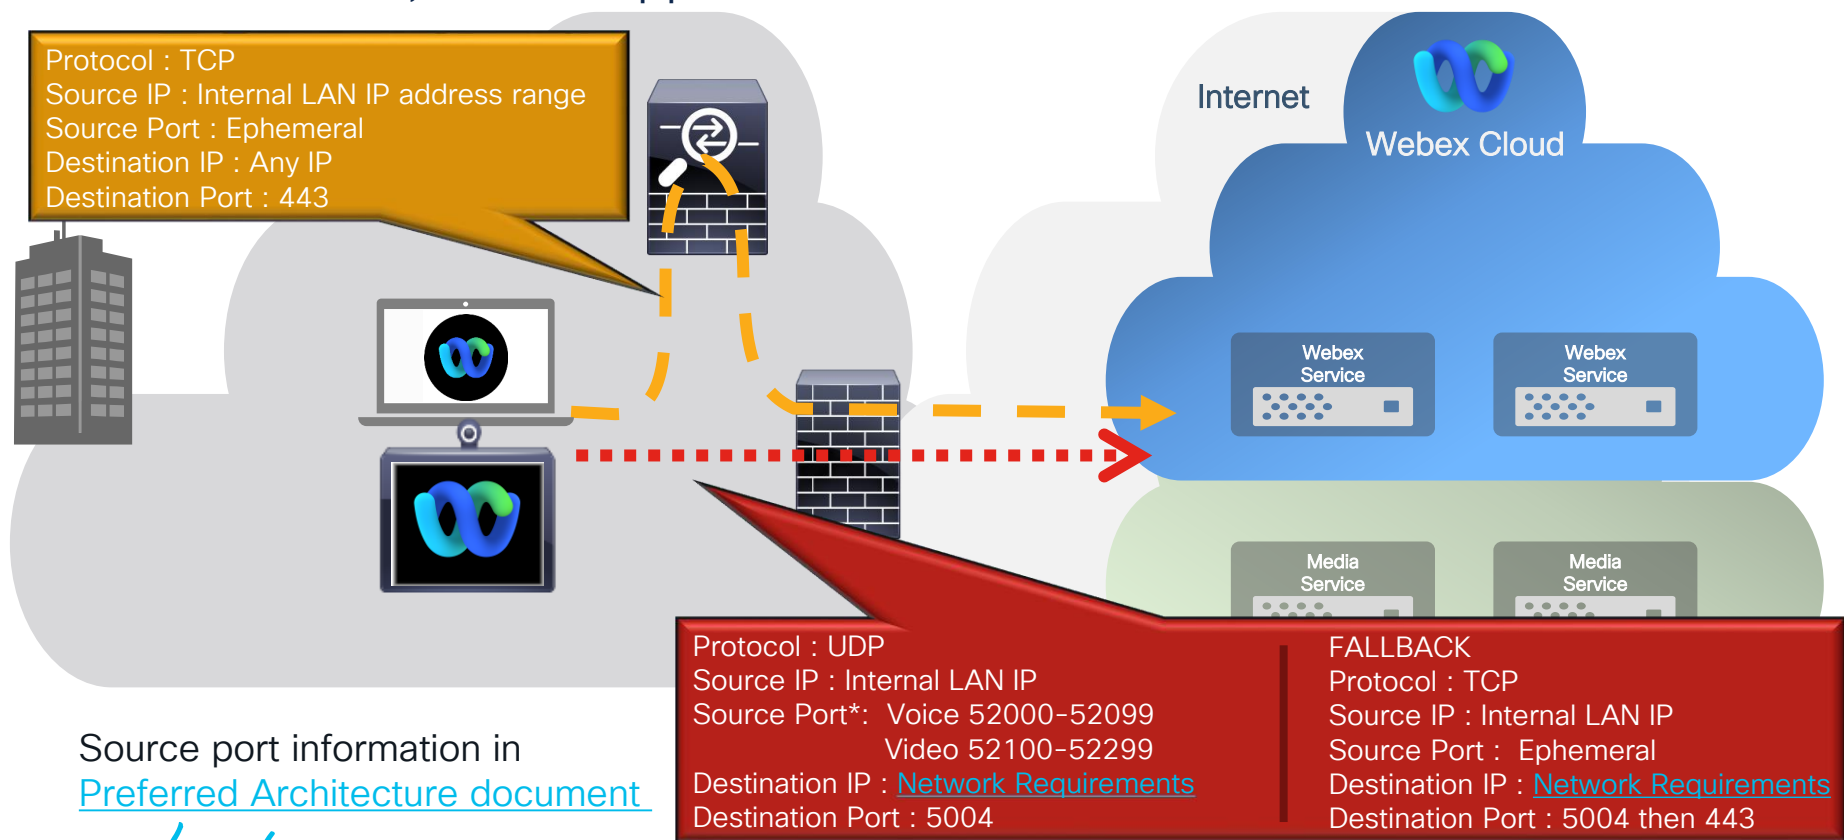 Protocol : TCP
Source IP : Internal LAN IP address range
Source Port : Ephemeral
Destination IP : Any IP
Destination Port : 443
Internet
Webex Cloud
Webex
Service
Webex
Service
Media
Service
Media
Service
Protocol : UDP
Source IP : Internal LAN IP
Source Port*: Voice 52000-52099
Video 52100-52299
Destination IP : Network Requirements
Destination Port : 5004
FALLBACK
Protocol : TCP
Source IP : Internal LAN IP
Source Port : Ephemeral
Destination IP : Network Requirements
Destination Port : 5004 then 443
Source port information in
Preferred Architecture document